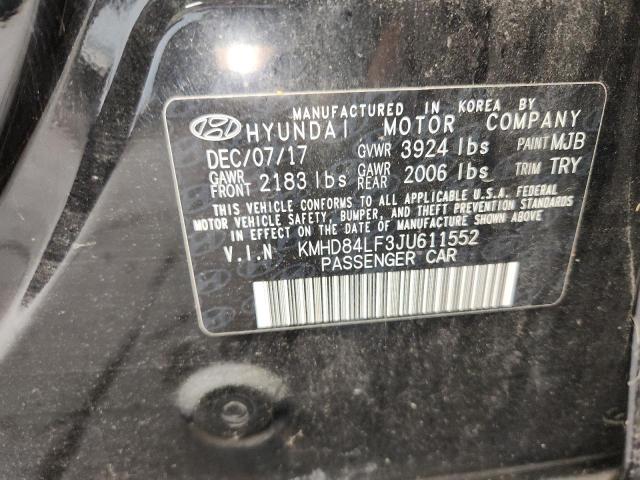 MANUFACTURED IN KOREA BY
HYUNDAI MOTOR COMPANY
DEC/07/17 GVWR 3924 lbs PAINT MJB
GAWR FRONT 2183 lbs GAWR REAR 2006 lbs TRIM TRY
THIS VEHICLE CONFORMS TO ALL APPLICABLE U.S.A. FEDERAL
MOTOR VEHICLE SAFETY, BUMPER, AND THEFT PREVENTION STANDARDS
IN EFFECT ON THE DATE OF MANUFACTURE SHOWN ABOVE.
V.I.N KMHD84LF3JU611552
PASSENGER CAR